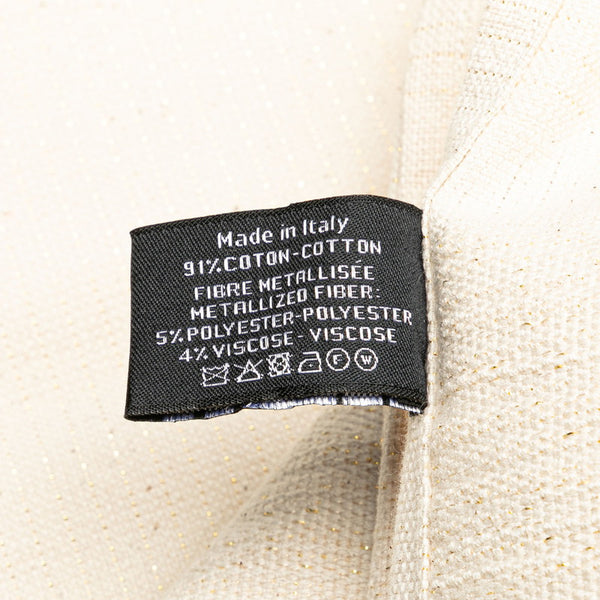 Made in Italy
91%COTON-COTTON
FIBRE METALLISÉE
METALLIZED FIBER:
5%POLYESTER-POLYESTER
4%VISCOSE-VISCOSE
F W